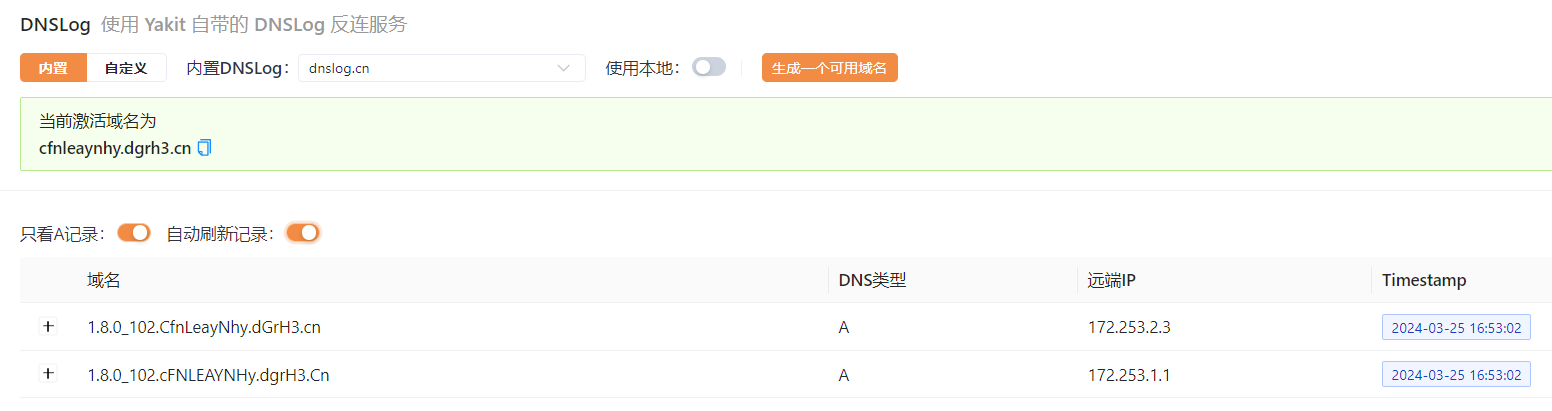 DNSLog 使用 Yakit 自带的 DNSLog 反连服务
内置 自定义 内置DNSLog: dnslog.cn 使用本地: 生成一个可用域名
当前激活域名为
cfnleaynhy.dgrh3.cn
只看A记录: 自动刷新记录:
域名 DNS类型 远端IP Timestamp
1.8.0_102.CfnLeayNhy.dGrH3.cn A 172.253.2.3 2024-03-25 16:53:02
1.8.0_102.cFNLEAYNHy.dgrH3.Cn A 172.253.1.1 2024-03-25 16:53:02